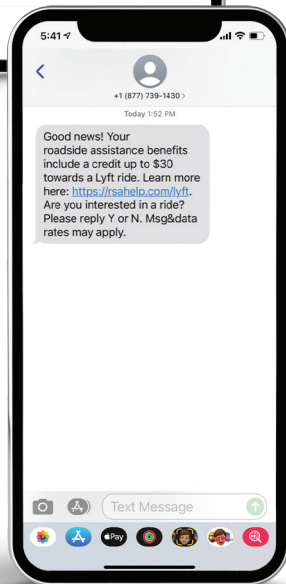 5:41
+1 (877) 739-1430 >
Today 1:52 PM
Good news! Your
roadside assistance benefits
include a credit up to $30
towards a Lyft ride. Learn more
here: https://rsahelp.com/lyft.
Are you interested in a ride?
Please reply Y or N. Msg&data
rates may apply.
Text Message
Pay